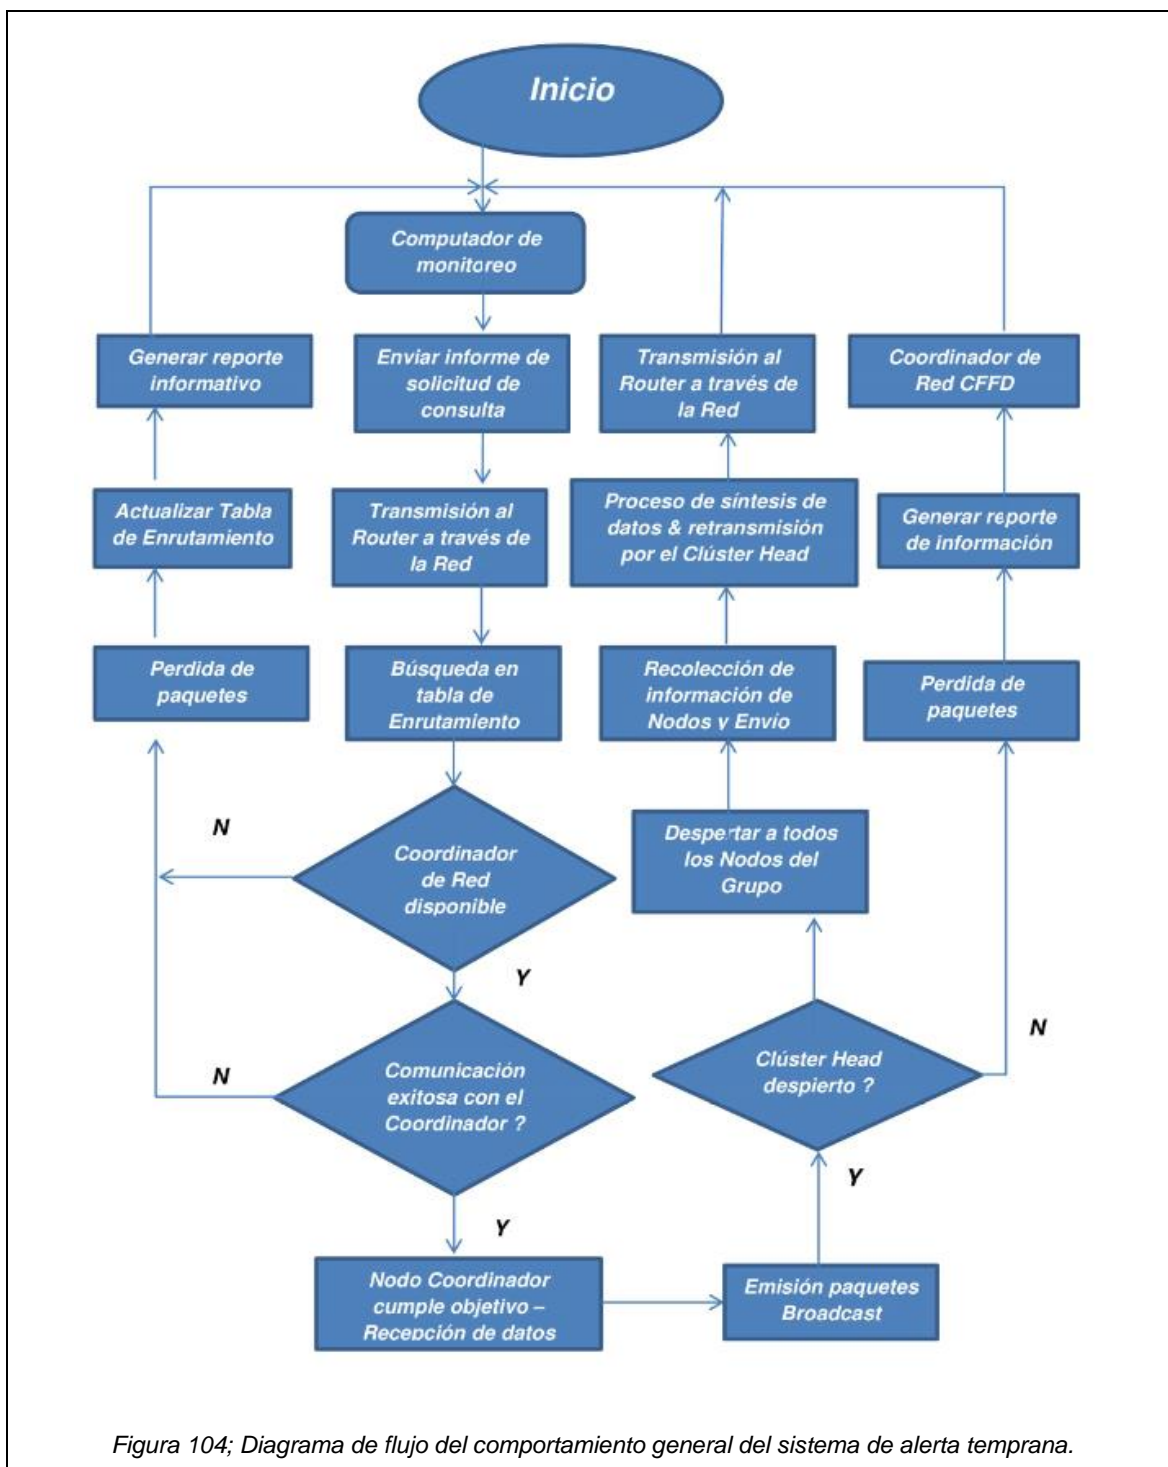 Inicio
Computador de
monitoreo
Generar reporte
informativo
Enviar informe de
solicitud de
consulta
Transmisión al
Router a través de
la Red
Coordinador de
Red CFFD
Actualizar Tabla
de Enrutamiento
Transmisión al
Router a través de
la Red
Proceso de síntesis de
datos & retransmisión
por el Clúster Head
Generar reporte
de información
Perdida de
paquetes
Búsqueda en
tabla de
Enrutamiento
Recolección de
información de
Nodos y Envío
Perdida de
paquetes
N
Coordinador
de Red
disponible
Despertar a todos
los Nodos del
Grupo
Y
N
Comunicación
exitosa con el
Coordinador ?
Clúster Head
despierto ?
N
Y
Y
Nodo Coordinador
cumple objetivo –
Recepción de datos
Emisión paquetes
Broadcast
Figura 104; Diagrama de flujo del comportamiento general del sistema de alerta temprana.